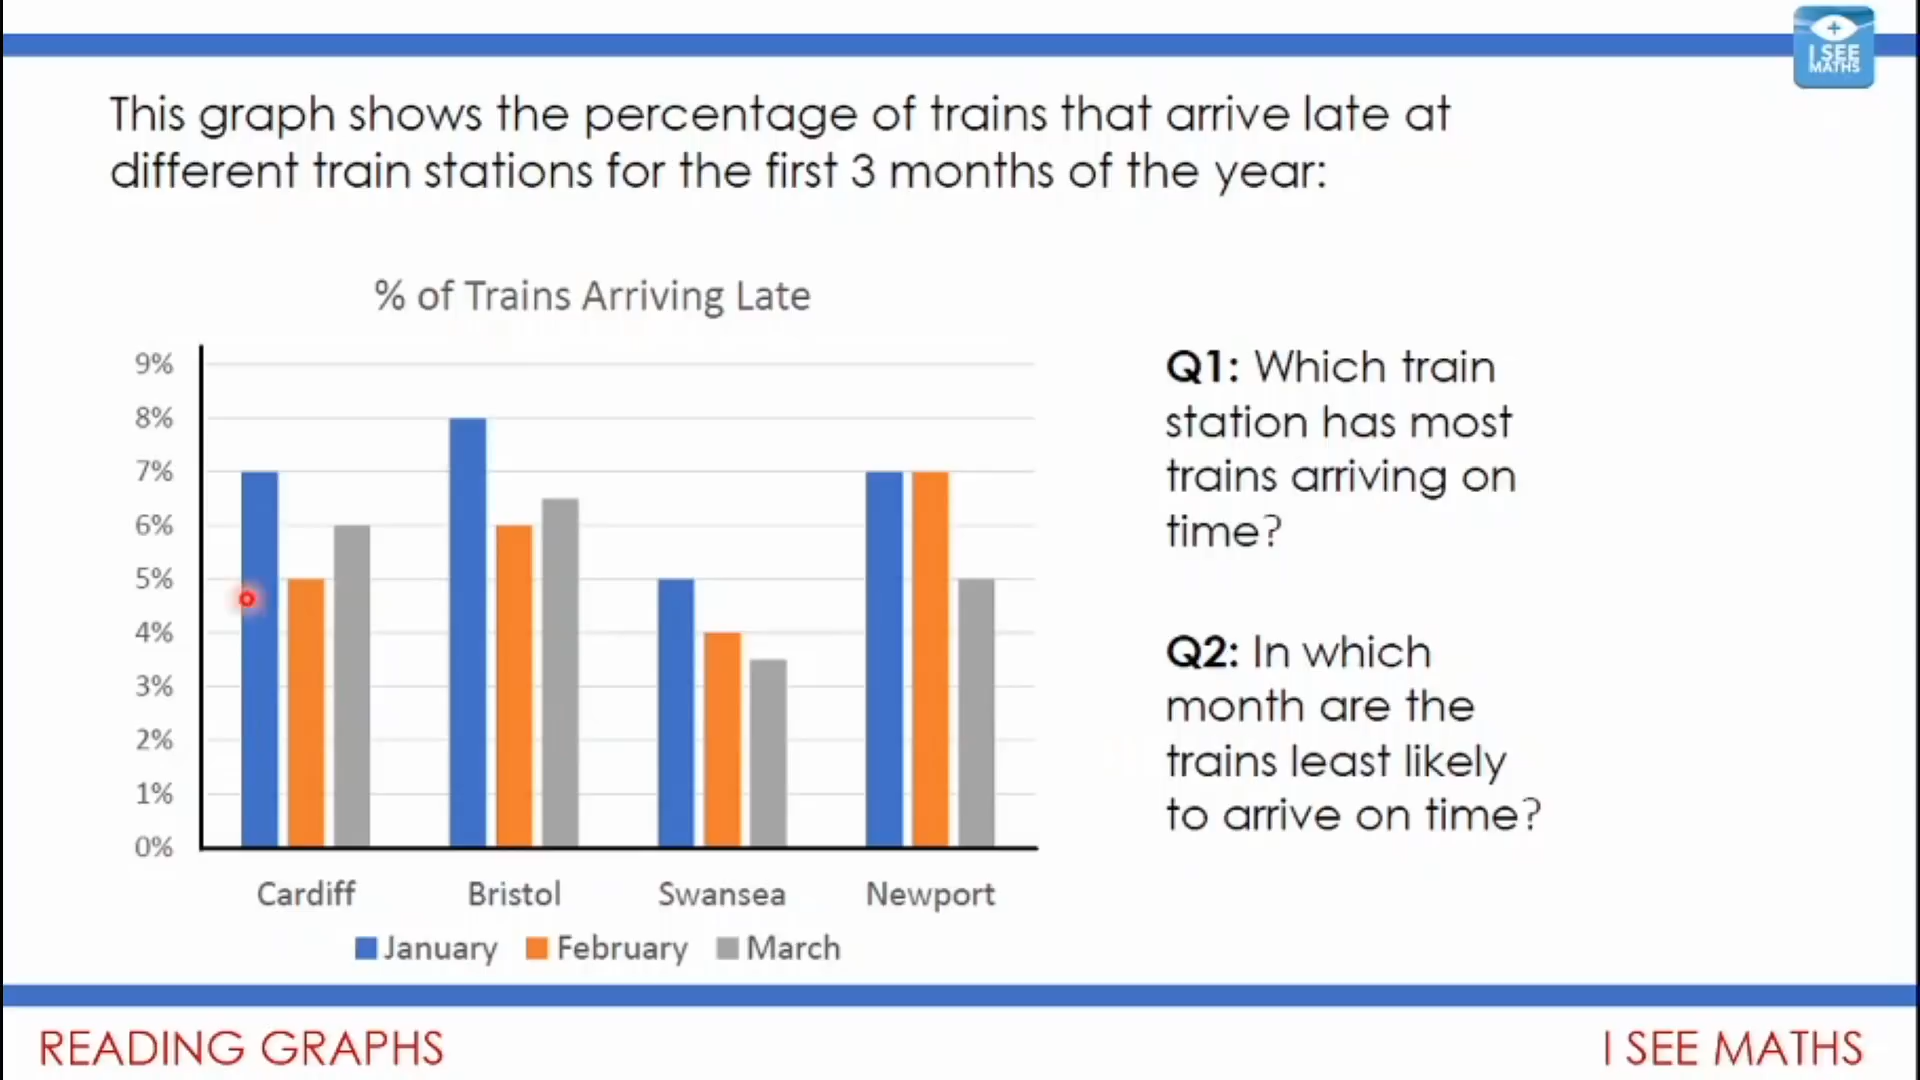 I SEE
MATHS
This graph shows the percentage of trains that arrive late at
different train stations for the first 3 months of the year:
% of Trains Arriving Late
9%
8%
7%
6%
5%
4%
3%
2%
1%
0%
Cardiff Bristol Swansea Newport
January February March
Q1: Which train
station has most
trains arriving on
time?
Q2: In which
month are the
trains least likely
to arrive on time?
READING GRAPHS
I SEE MATHS